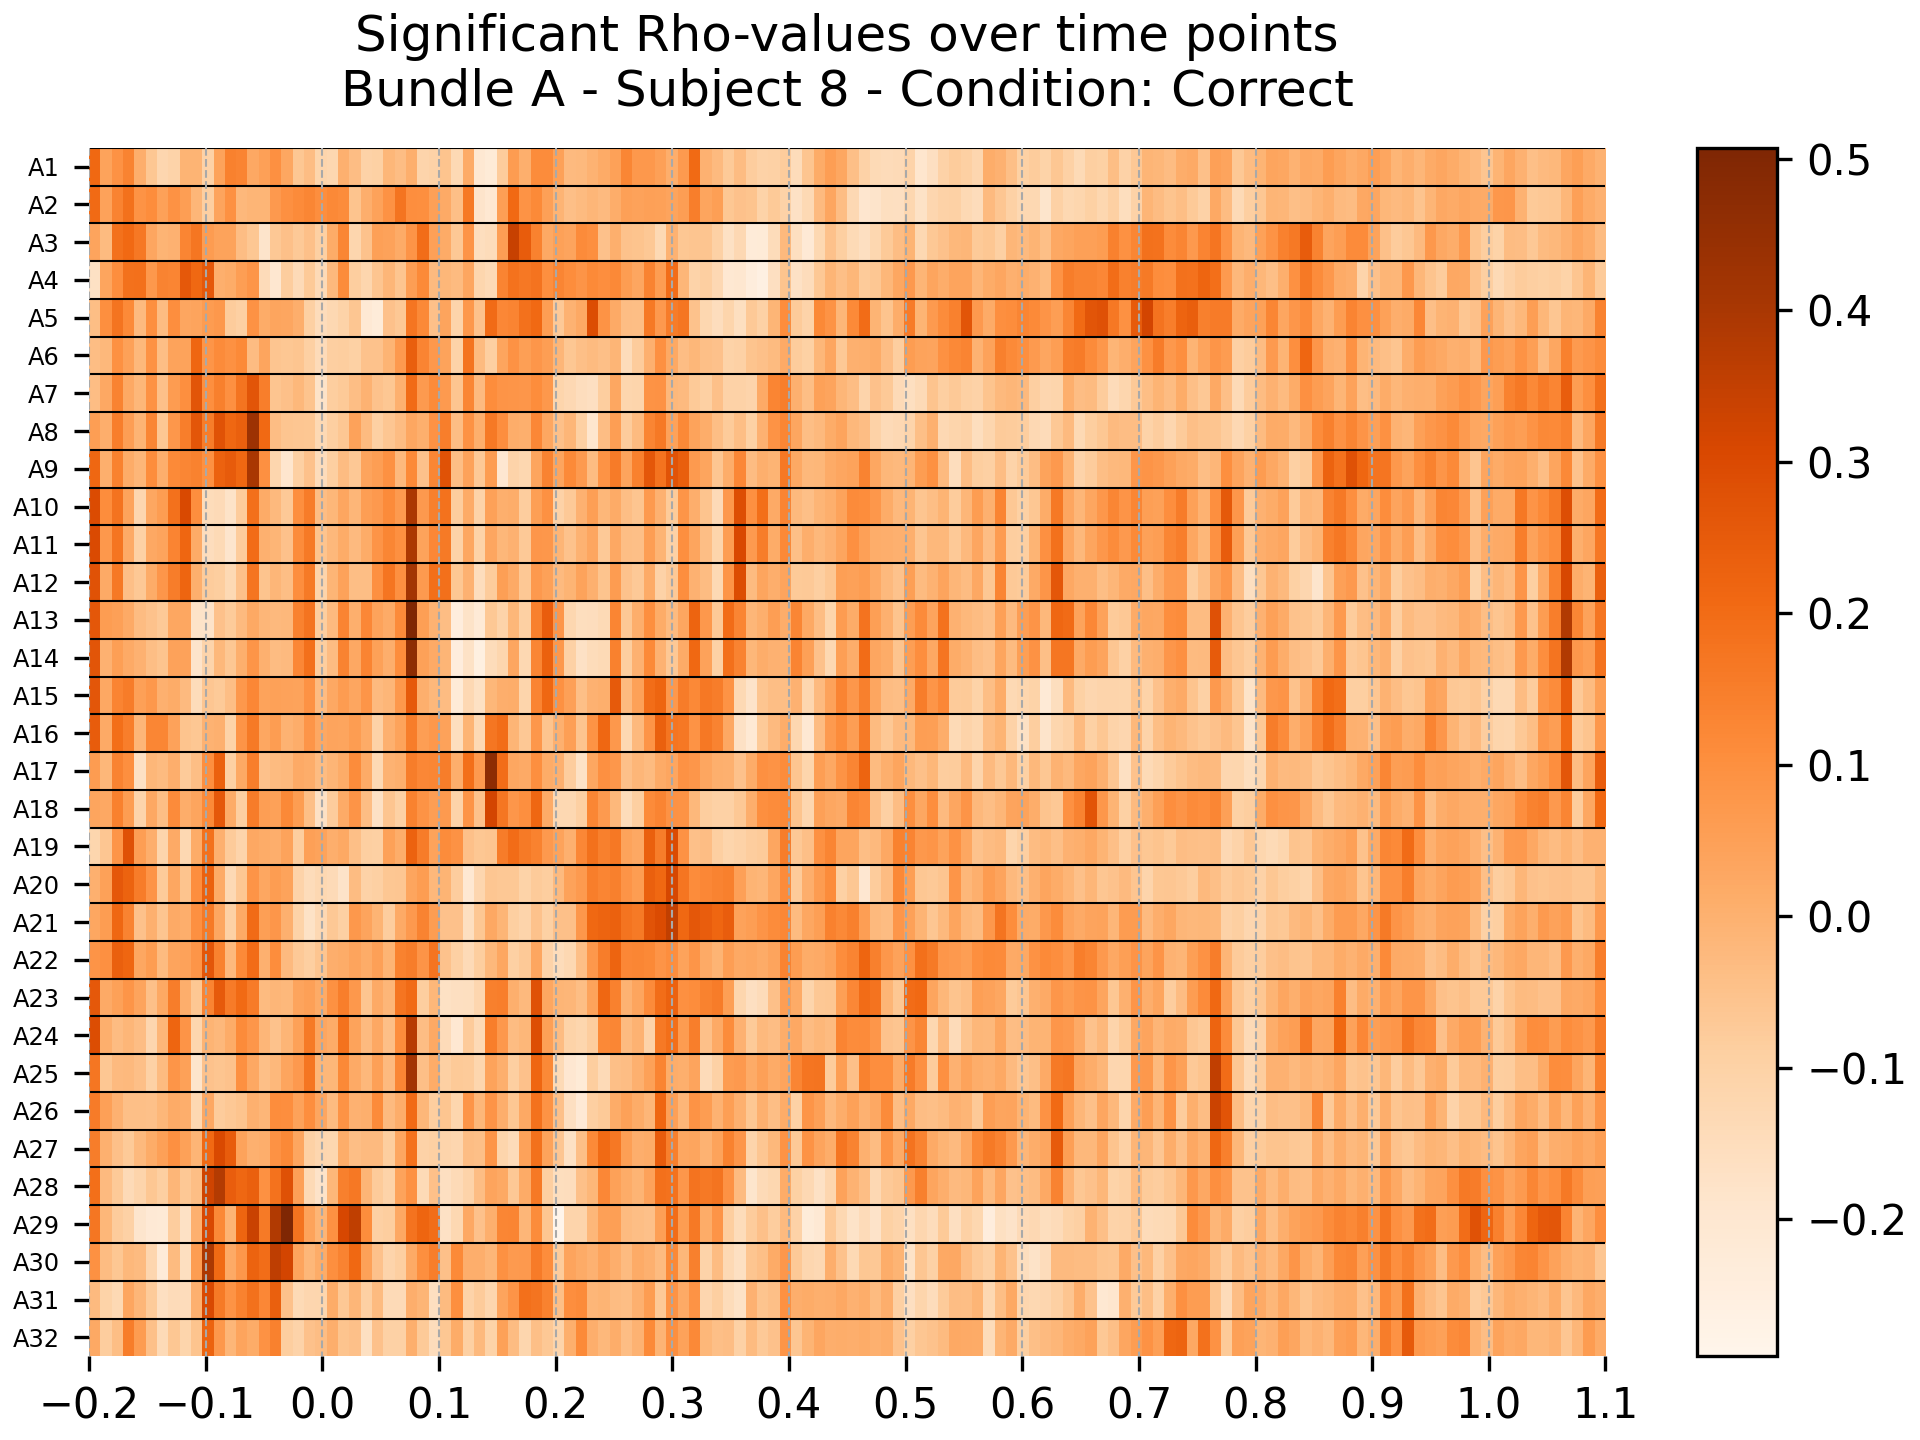 Significant Rho-values over time points
Bundle A - Subject 8 - Condition: Correct
A1
A2
A3
A4
A5
A6
A7
A8
A9
A10
A11
A12
A13
A14
A15
A16
A17
A18
A19
A20
A21
A22
A23
A24
A25
A26
A27
A28
A29
A30
A31
A32
−0.2 −0.1 0.0 0.1 0.2 0.3 0.4 0.5 0.6 0.7 0.8 0.9 1.0 1.1
0.5
0.4
0.3
0.2
0.1
0.0
−0.1
−0.2